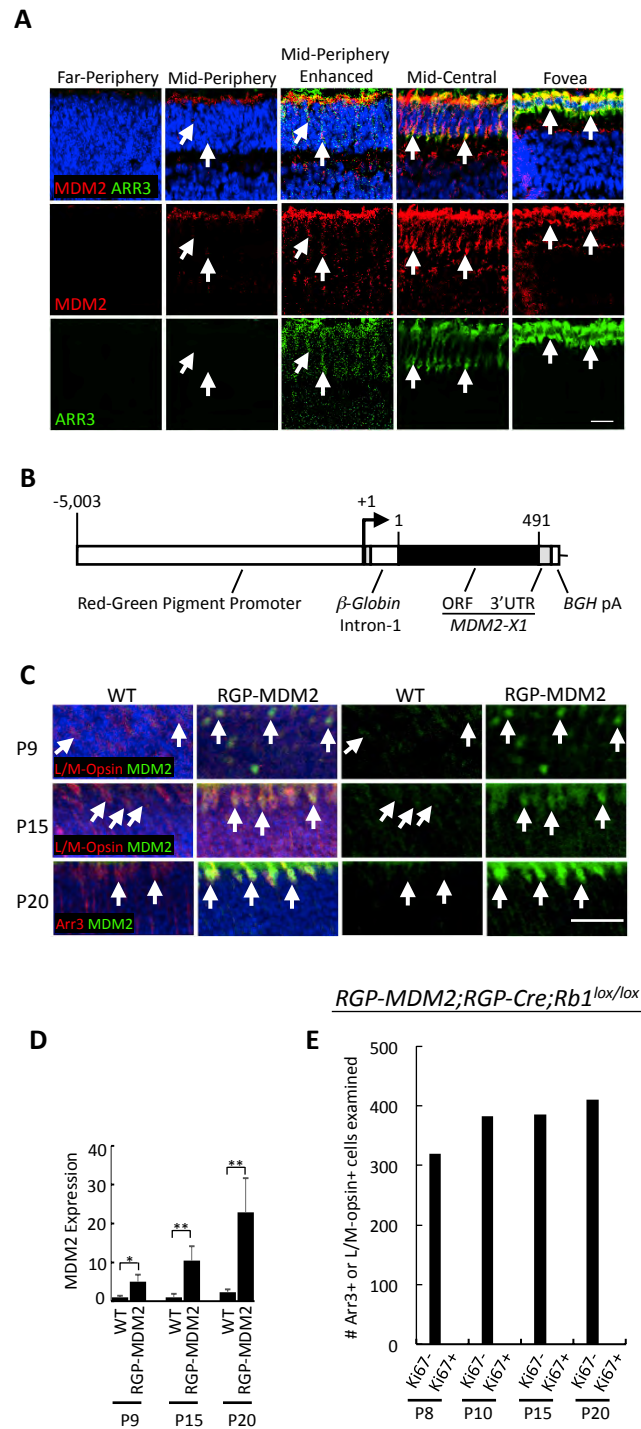 A
Far-Periphery Mid-Periphery Mid-Periphery Enhanced Mid-Central Fovea
MDM2 ARR3
MDM2
ARR3
B
-5,003 +1 1 491
Red-Green Pigment Promoter β-Globin Intron-1 ORF 3’UTR MDM2-X1 BGH pA
C
WT RGP-MDM2 WT RGP-MDM2
P9
L/M-Opsin MDM2
P15
L/M-Opsin MDM2
P20
Arr3 MDM2
RGP-MDM2;RGP-Cre;Rb1lox/lox
D
MDM2 Expression
40
30
20
10
0
* ** **
WT RGP-MDM2 WT RGP-MDM2 WT RGP-MDM2
P9 P15 P20
E
# Arr3+ or L/M-opsin+ cells examined
500
400
300
200
100
0
Ki67- Ki67+ Ki67- Ki67+ Ki67- Ki67+ Ki67- Ki67+
P8 P10 P15 P20